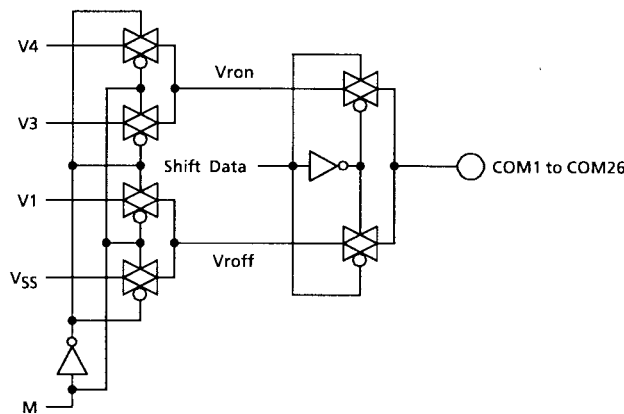 V4
Vron
V3
Shift Data
COM1 to COM26
V1
Vroff
VSS
M